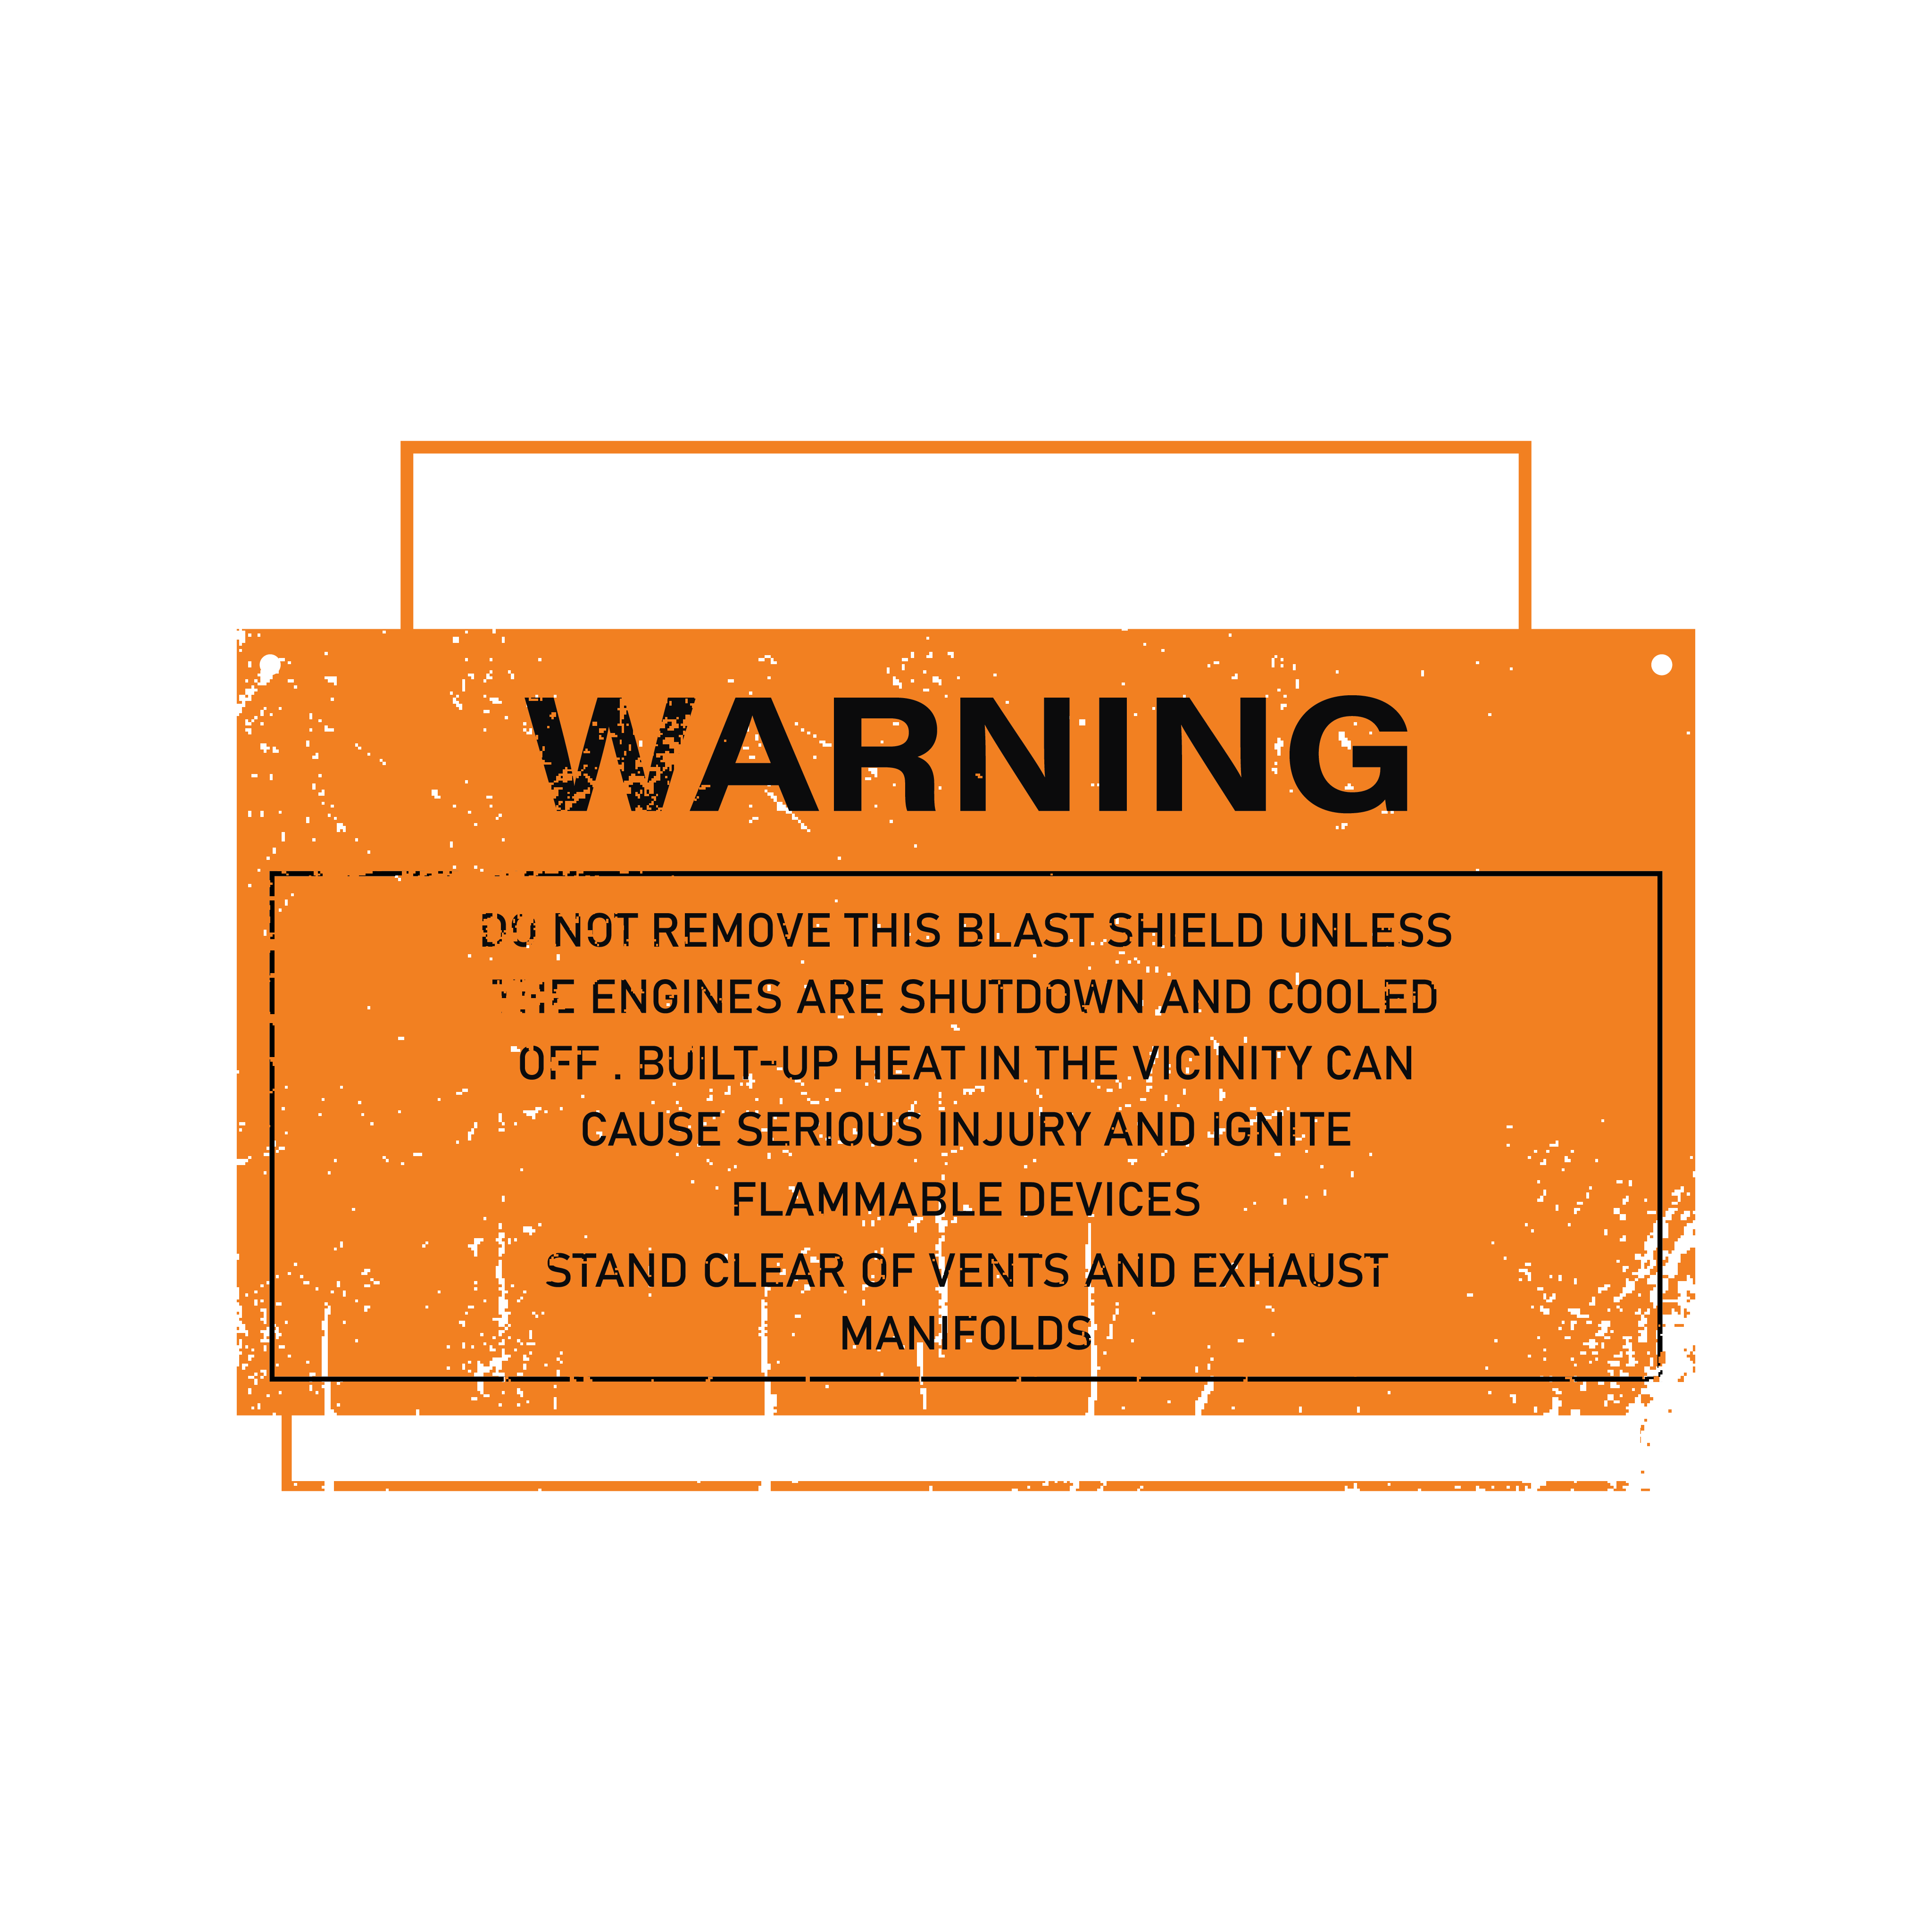 WARNING
DO NOT REMOVE THIS BLAST SHIELD UNLESS
THE ENGINES ARE SHUTDOWN AND COOLED
OFF . BUILT-UP HEAT IN THE VICINITY CAN
CAUSE SERIOUS INJURY AND IGNITE
FLAMMABLE DEVICES
STAND CLEAR OF VENTS AND EXHAUST
MANIFOLDS